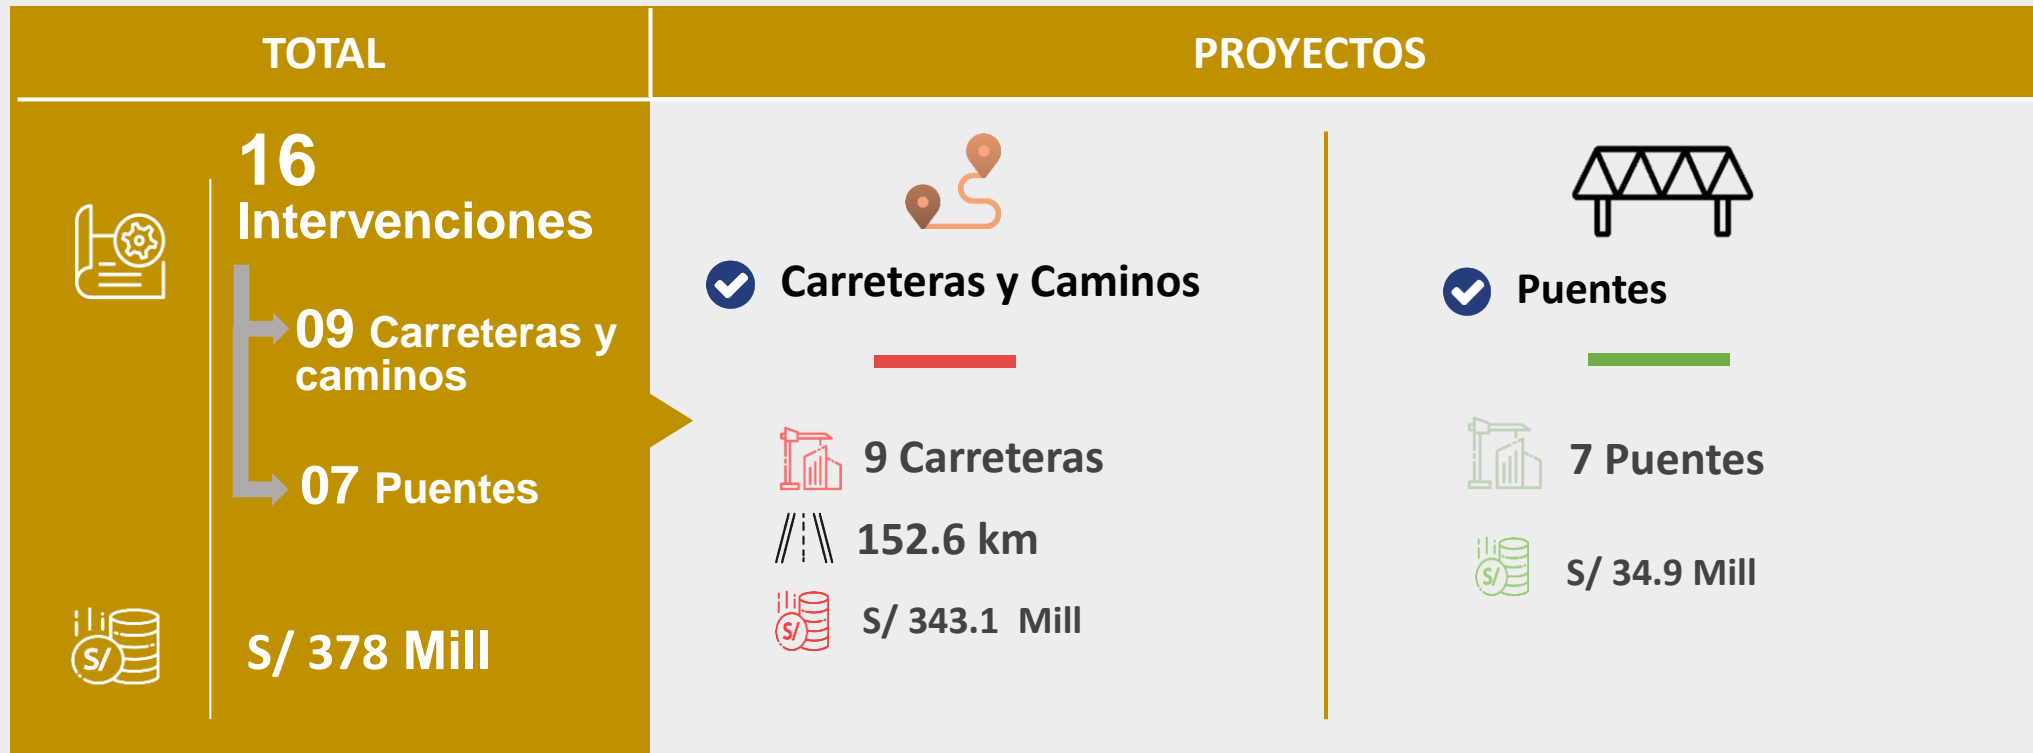 TOTAL
PROYECTOS
16
Intervenciones
09 Carreteras y
caminos
07 Puentes
S/
S/ 378 Mill
Carreteras y Caminos
9 Carreteras
152.6 km
S/
S/ 343.1 Mill
Puentes
7 Puentes
S/
S/ 34.9 Mill